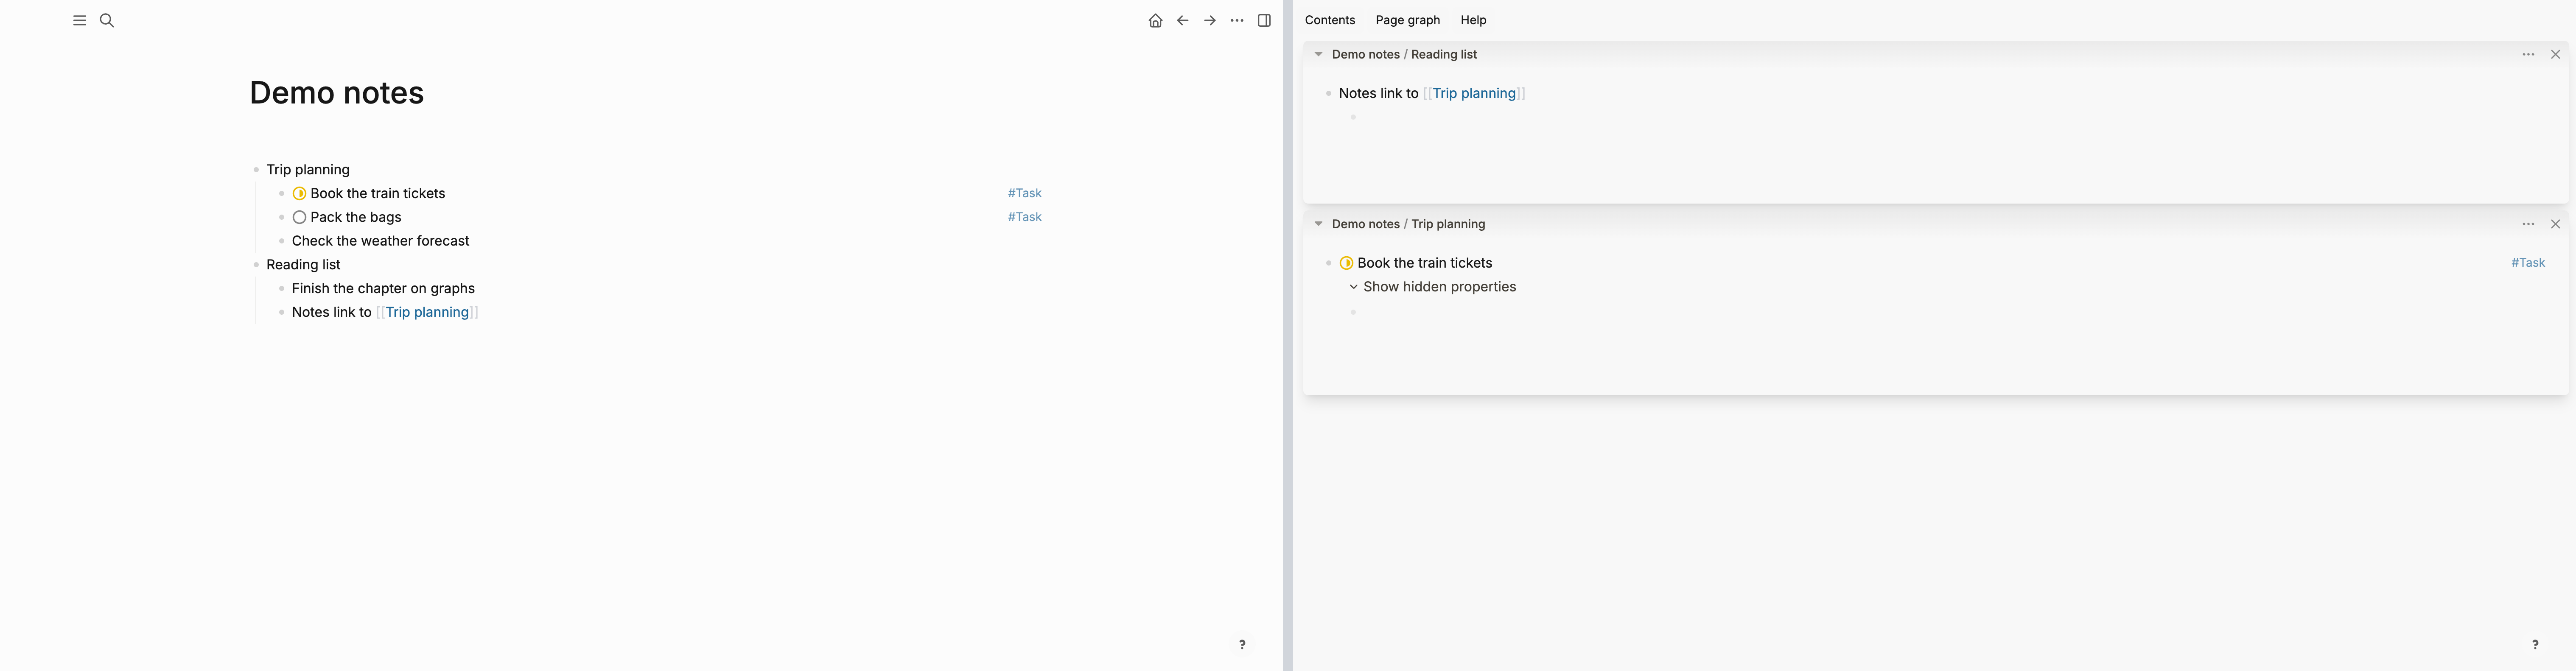 Demo notes
Trip planning
Book the train tickets #Task
Pack the bags #Task
Check the weather forecast
Reading list
Finish the chapter on graphs
Notes link to [[Trip planning]]
?
Contents Page graph Help
Demo notes / Reading list
Notes link to [[Trip planning]]
Demo notes / Trip planning
Book the train tickets #Task
Show hidden properties
?